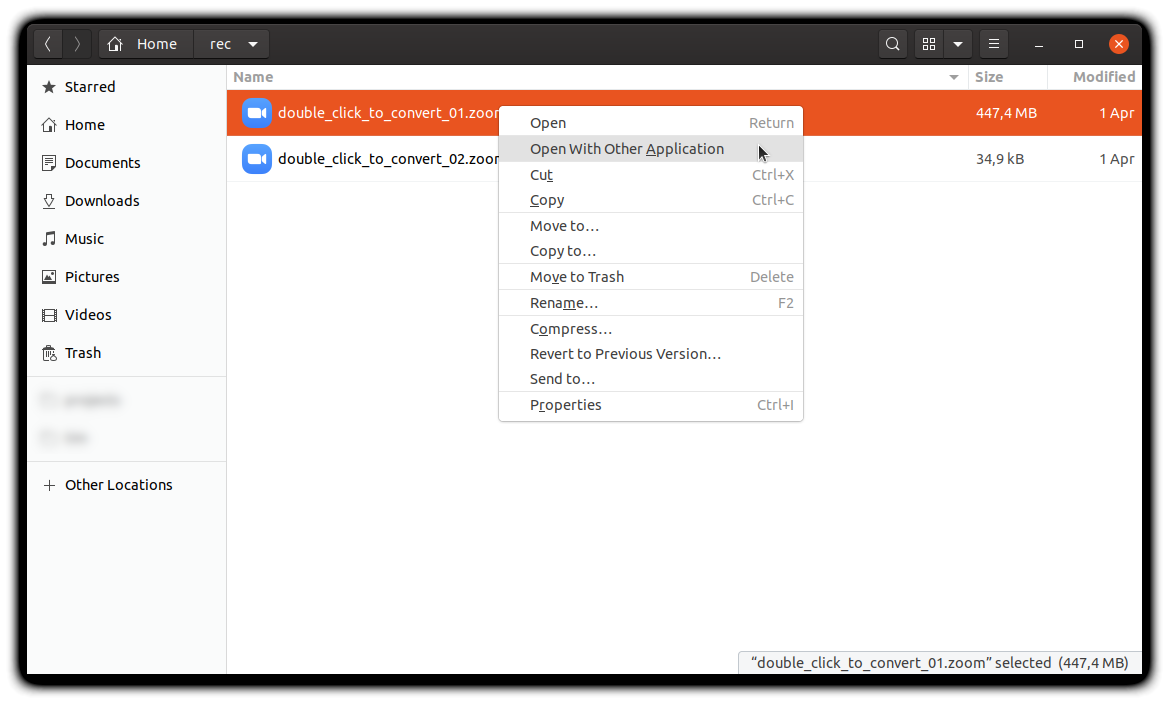 Home rec
Name Size Modified
Starred
Home
Documents
Downloads
Music
Pictures
Videos
Trash
Other Locations
double_click_to_convert_01.zoom 447,4 MB 1 Apr
double_click_to_convert_02.zoom 34,9 kB 1 Apr
Open Return
Open With Other Application
Cut Ctrl+X
Copy Ctrl+C
Move to…
Copy to…
Move to Trash Delete
Rename… F2
Compress…
Revert to Previous Version…
Send to…
Properties Ctrl+I
“double_click_to_convert_01.zoom” selected (447,4 MB)